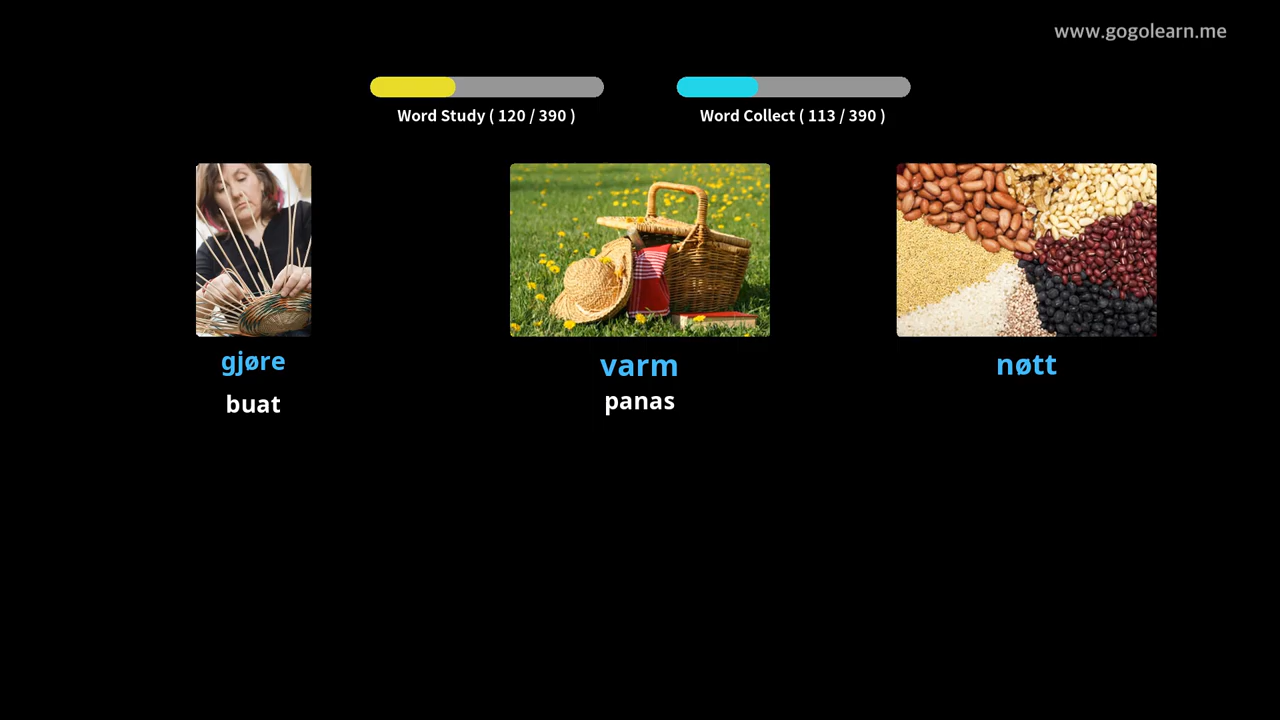 www.gogolearn.me
Word Study ( 120 / 390 )
Word Collect ( 113 / 390 )
gjøre
buat
varm
panas
nøtt